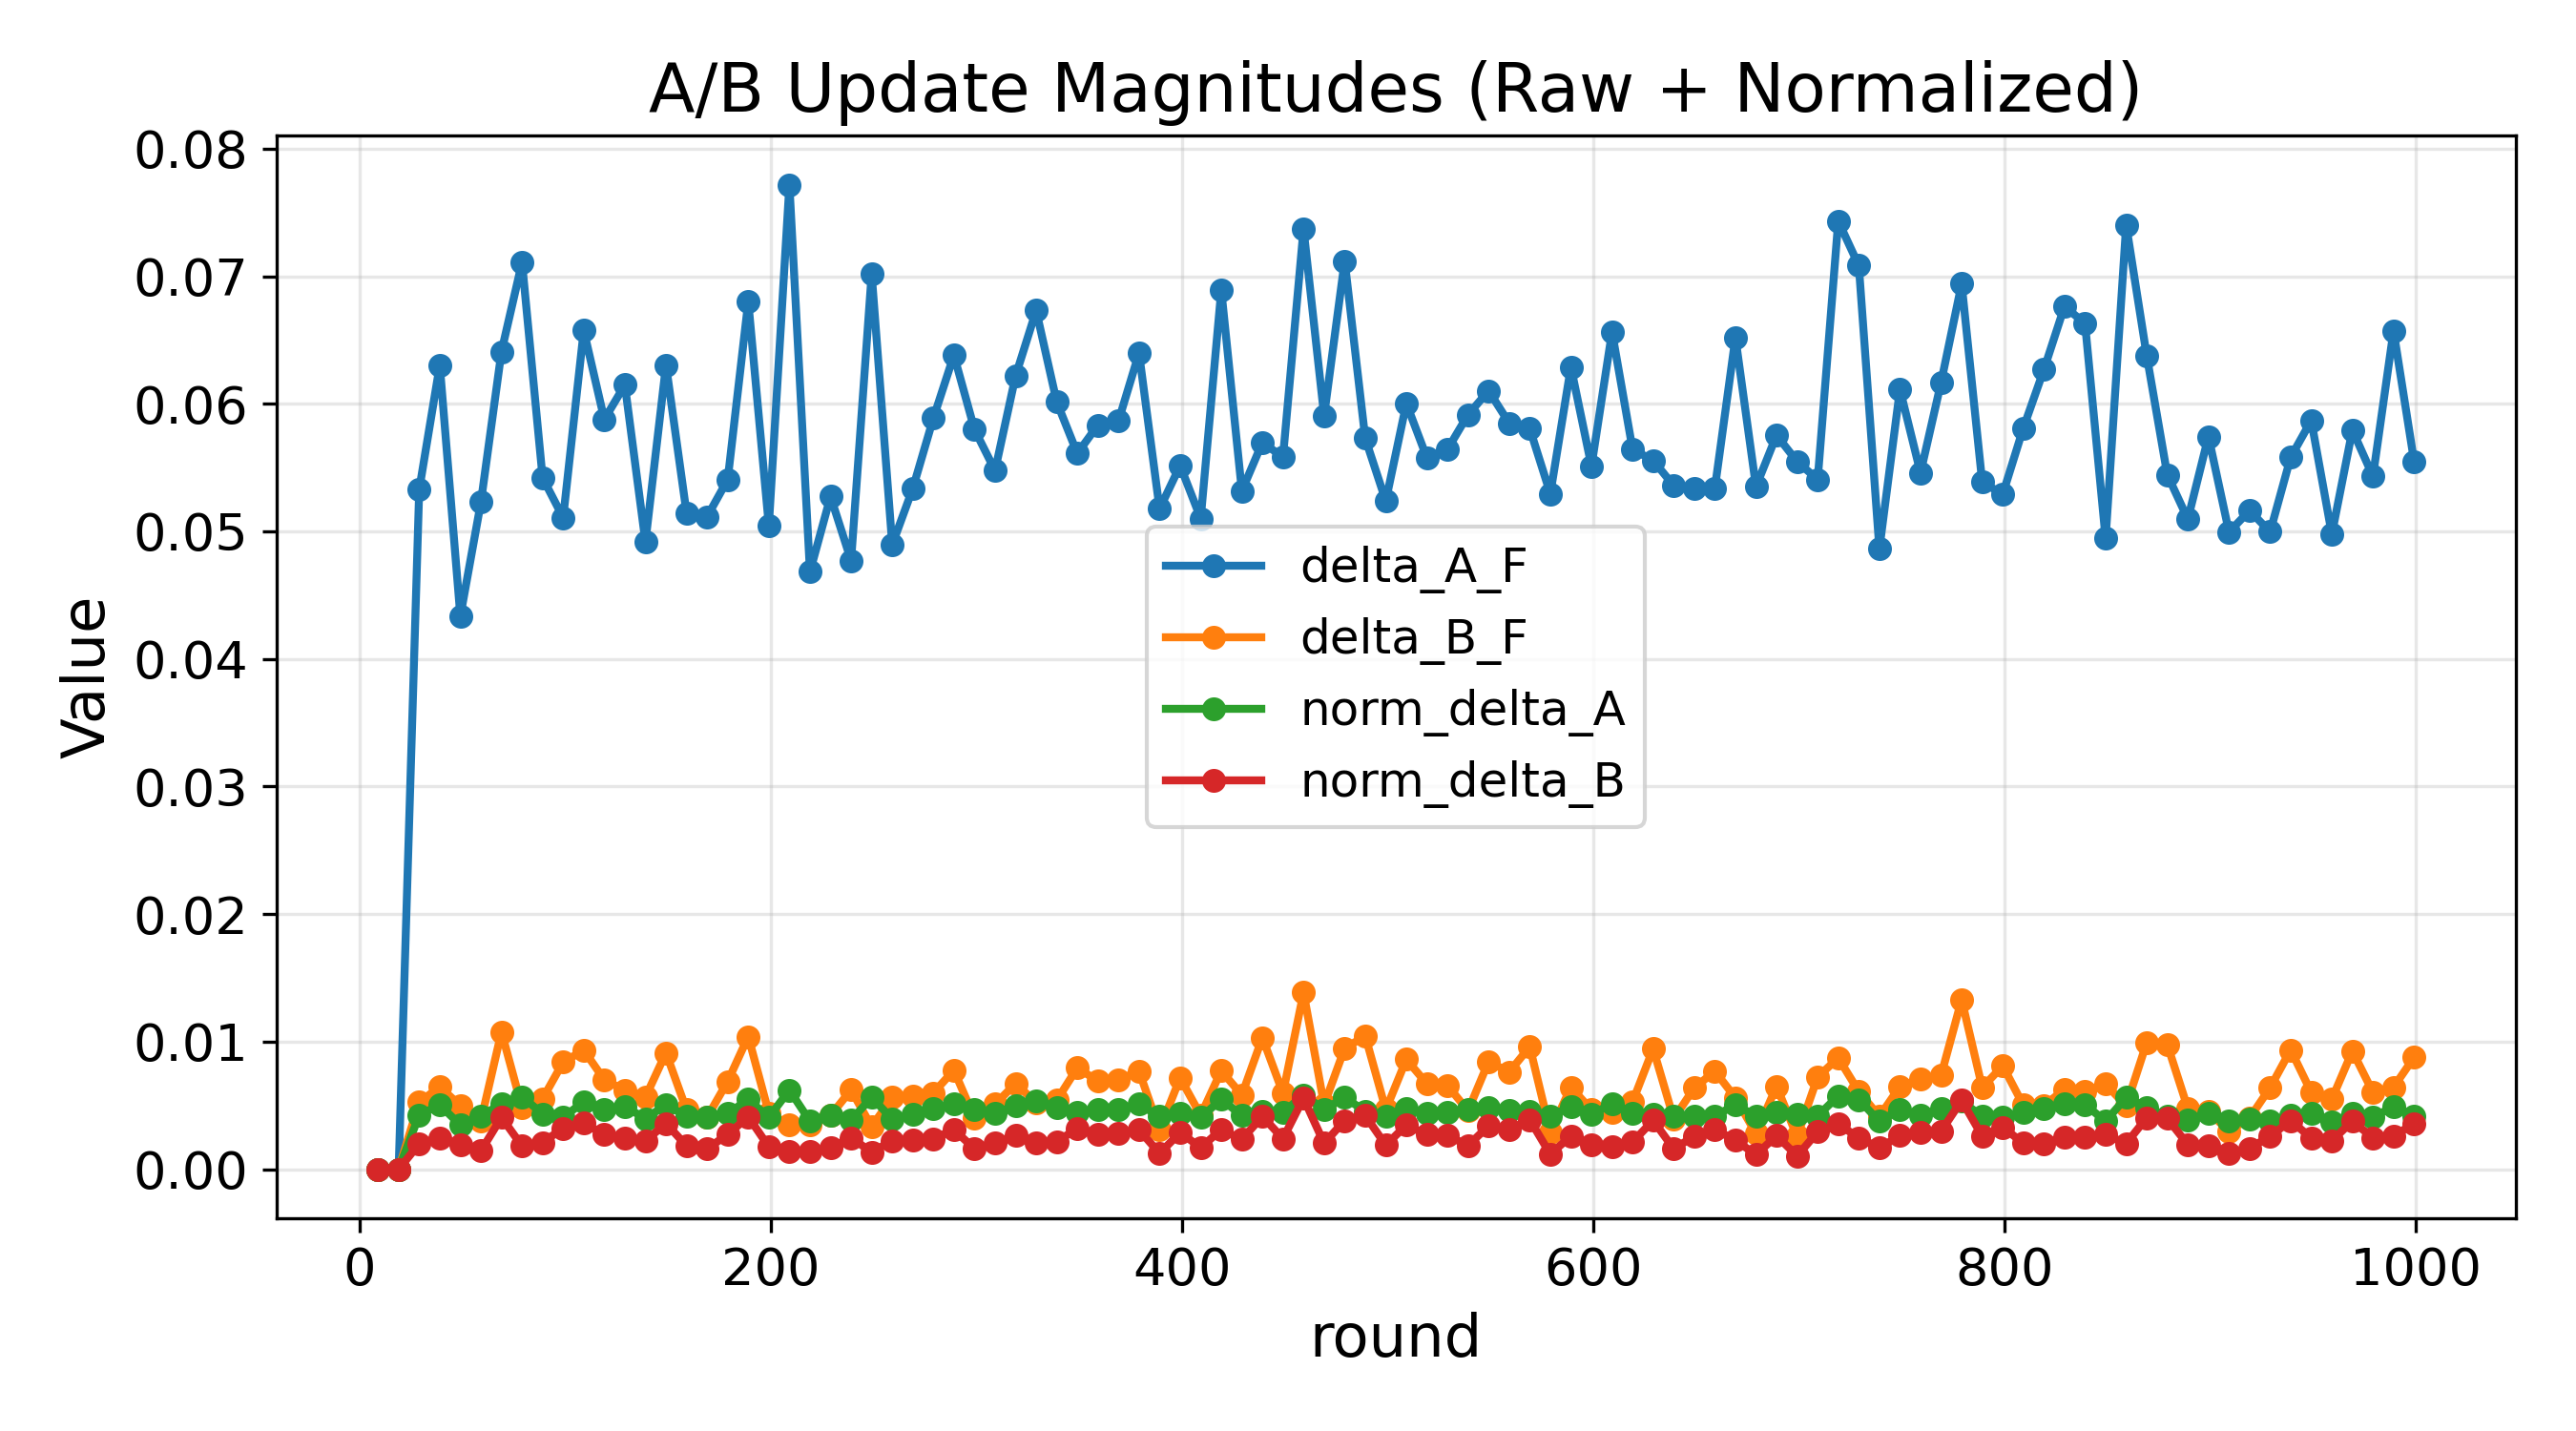 A/B Update Magnitudes (Raw + Normalized)
0.08
0.07
0.06
0.05
0.04
0.03
0.02
0.01
0.00
Value
delta_A_F
delta_B_F
norm_delta_A
norm_delta_B
0 200 400 600 800 1000
round